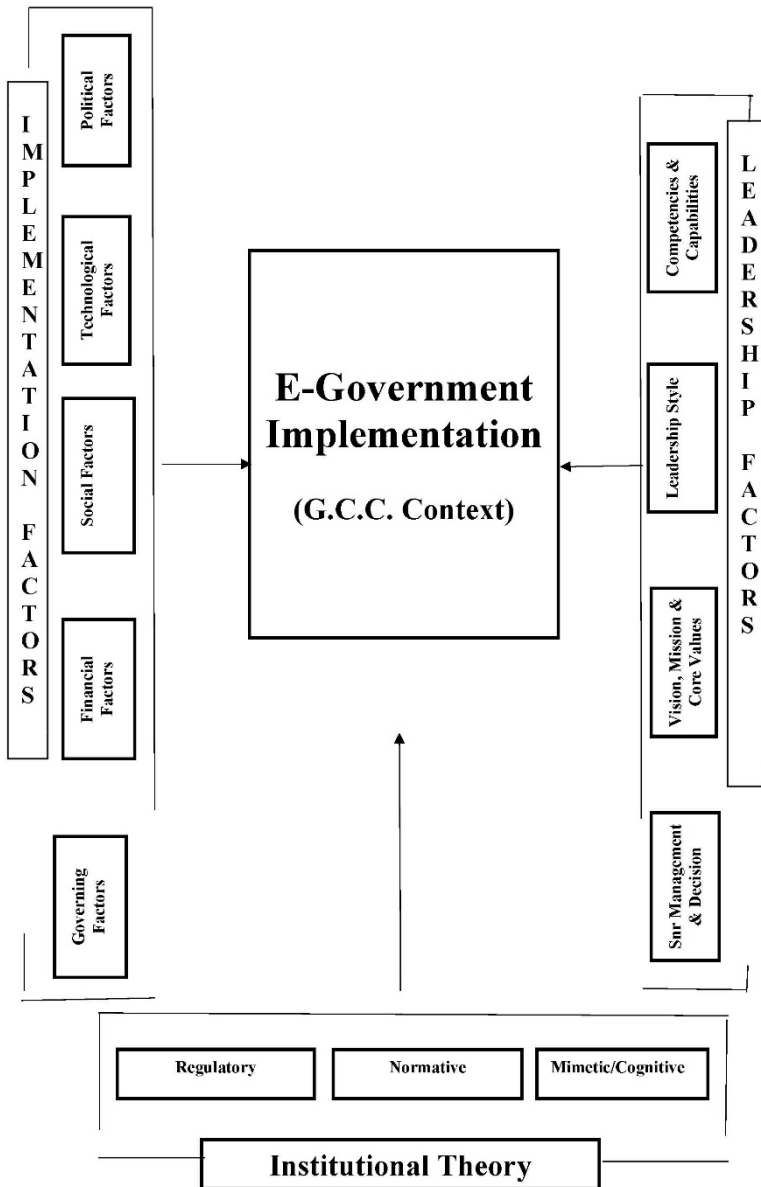 IMPLEMENTATION FACTORS
Political
Factors
Technological
Factors
Social Factors
Financial
Factors
Governing
Factors
E-Government
Implementation
(G.C.C. Context)
Competencies &
Capabilities
Leadership Style
Vision, Mission &
Core Values
Snr Management
& Decision
LEADERSHIP FACTORS
Regulatory
Normative
Mimetic/Cognitive
Institutional Theory